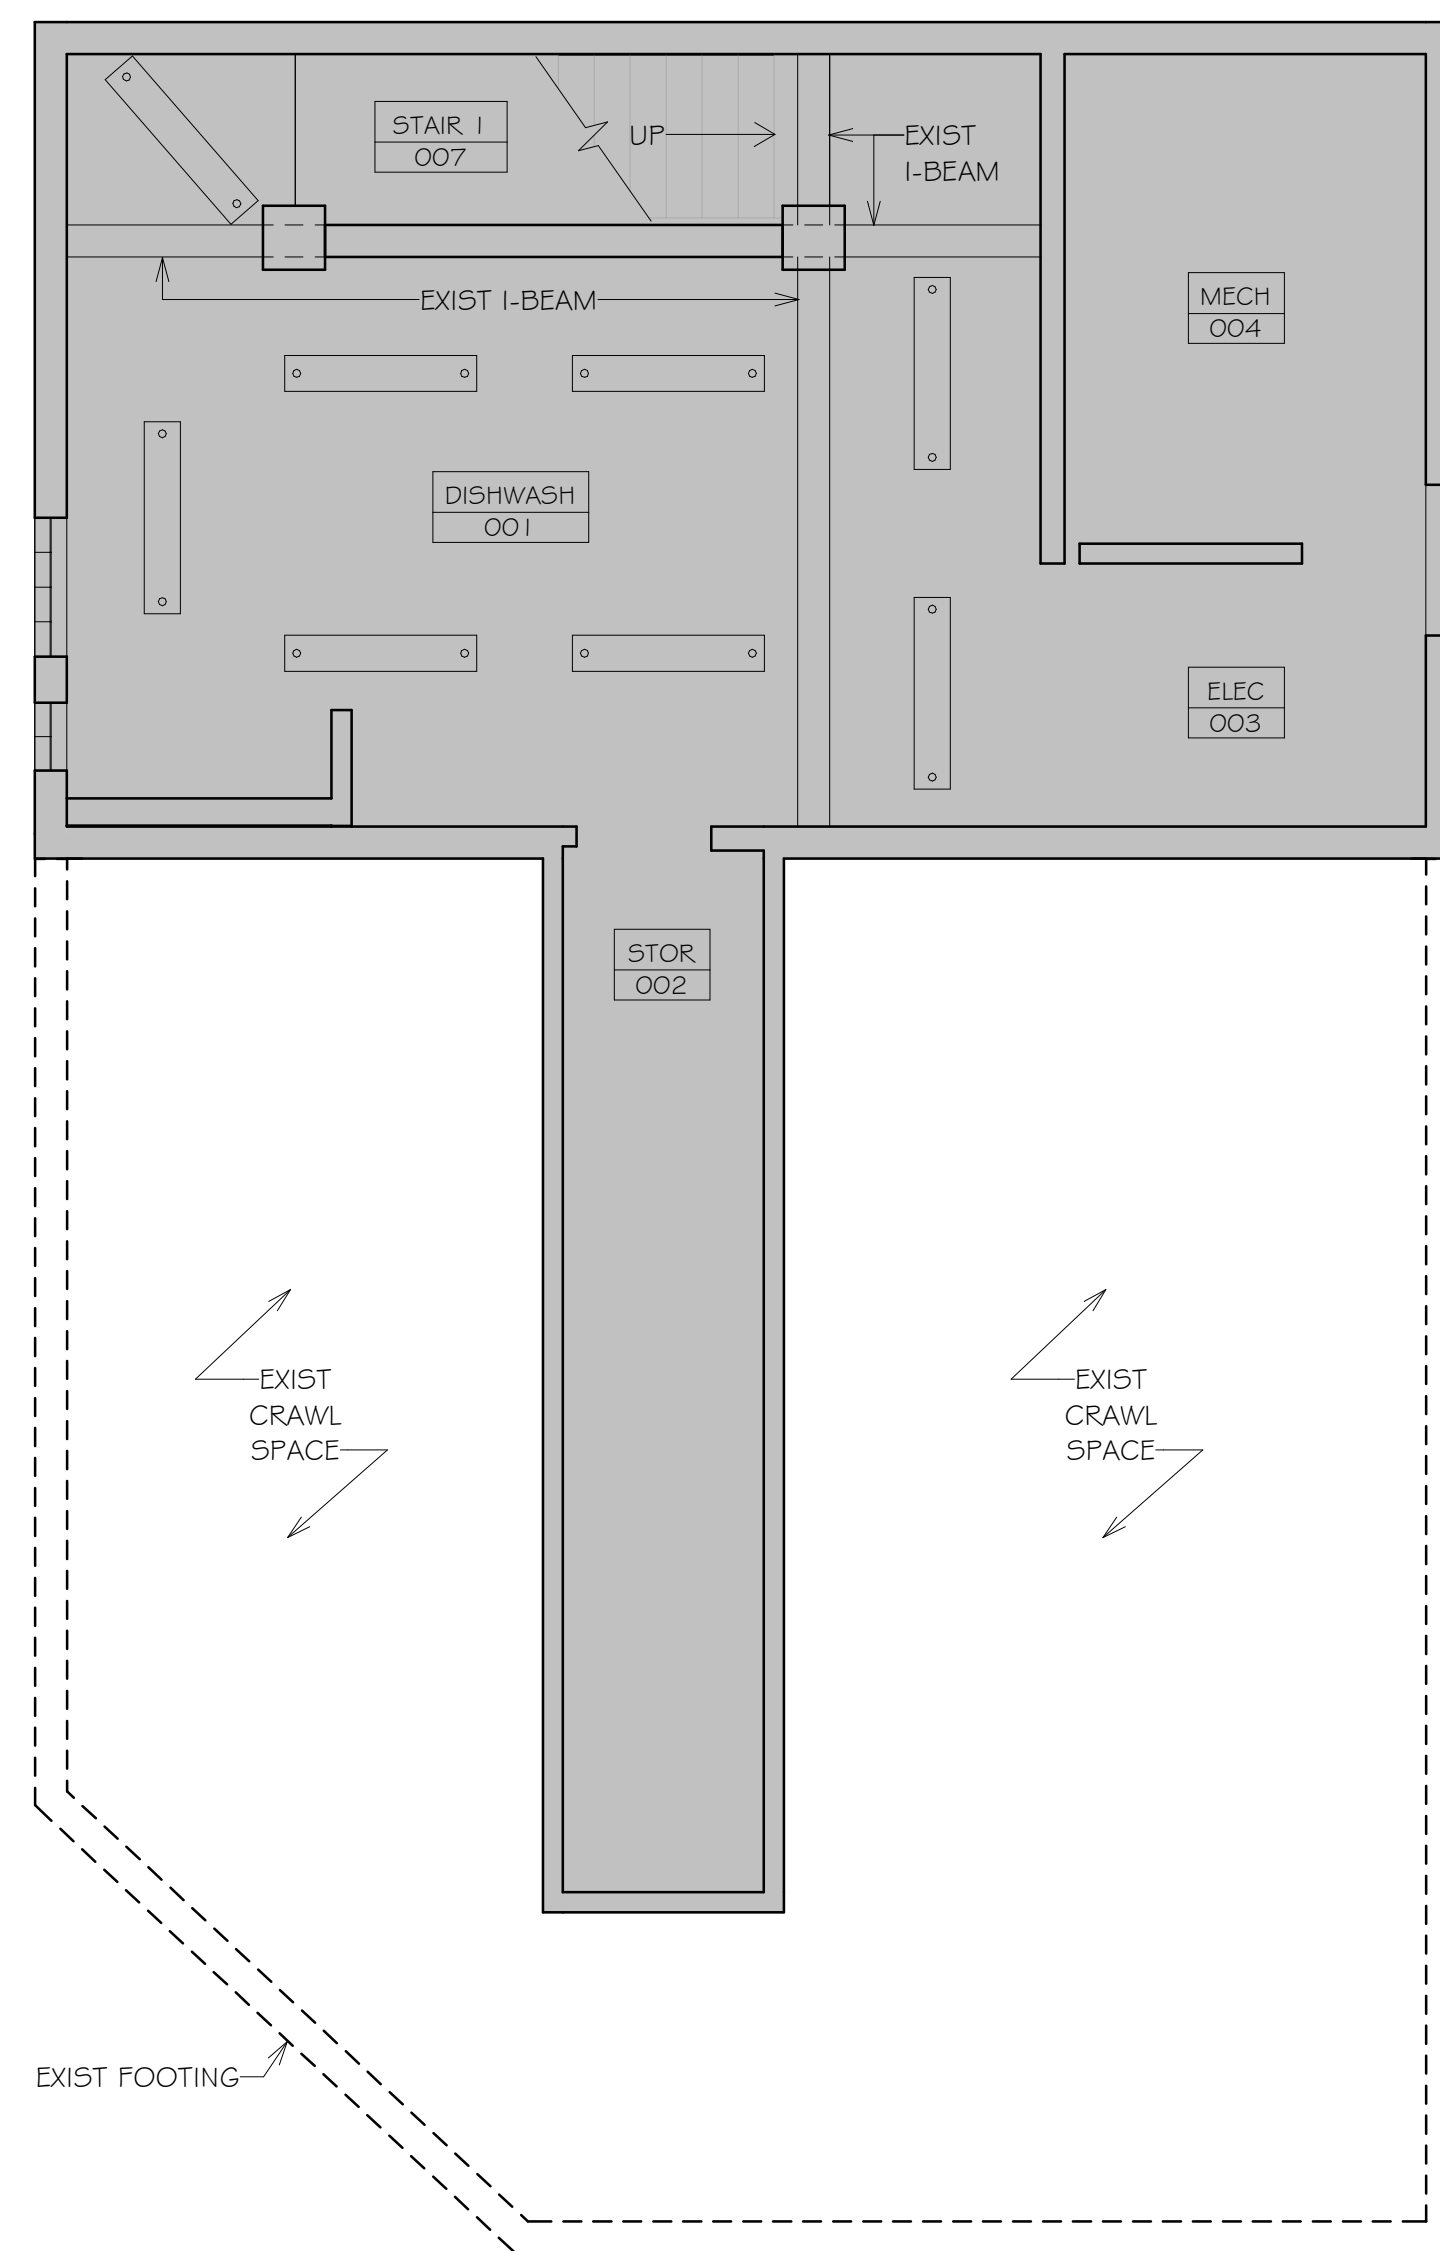 STAIR 1
007
UP
EXIST
I-BEAM
EXIST I-BEAM
MECH
004
DISHWASH
001
ELEC
003
STOR
002
EXIST
CRAWL
SPACE
EXIST
CRAWL
SPACE
EXIST FOOTING